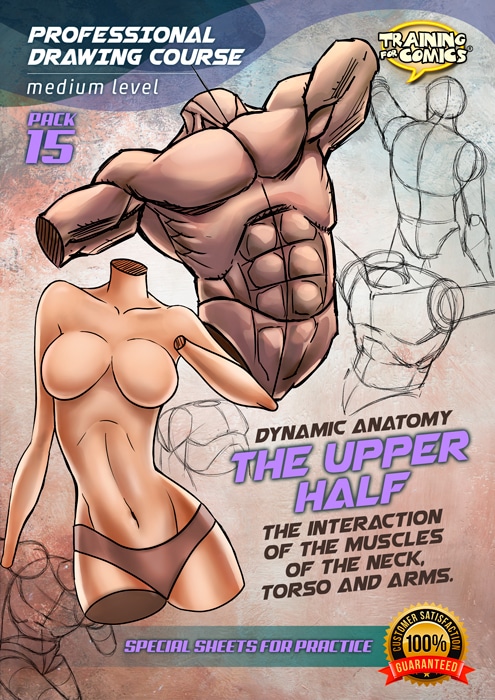 PROFESSIONAL
DRAWING COURSE
medium level
PACK
15
TRAINING
FOR COMICS®
DYNAMIC ANATOMY
THE UPPER
HALF
THE INTERACTION
OF THE MUSCLES
OF THE NECK,
TORSO AND ARMS.
SPECIAL SHEETS FOR PRACTICE
CUSTOMER SATISFACTION
100%
GUARANTEED